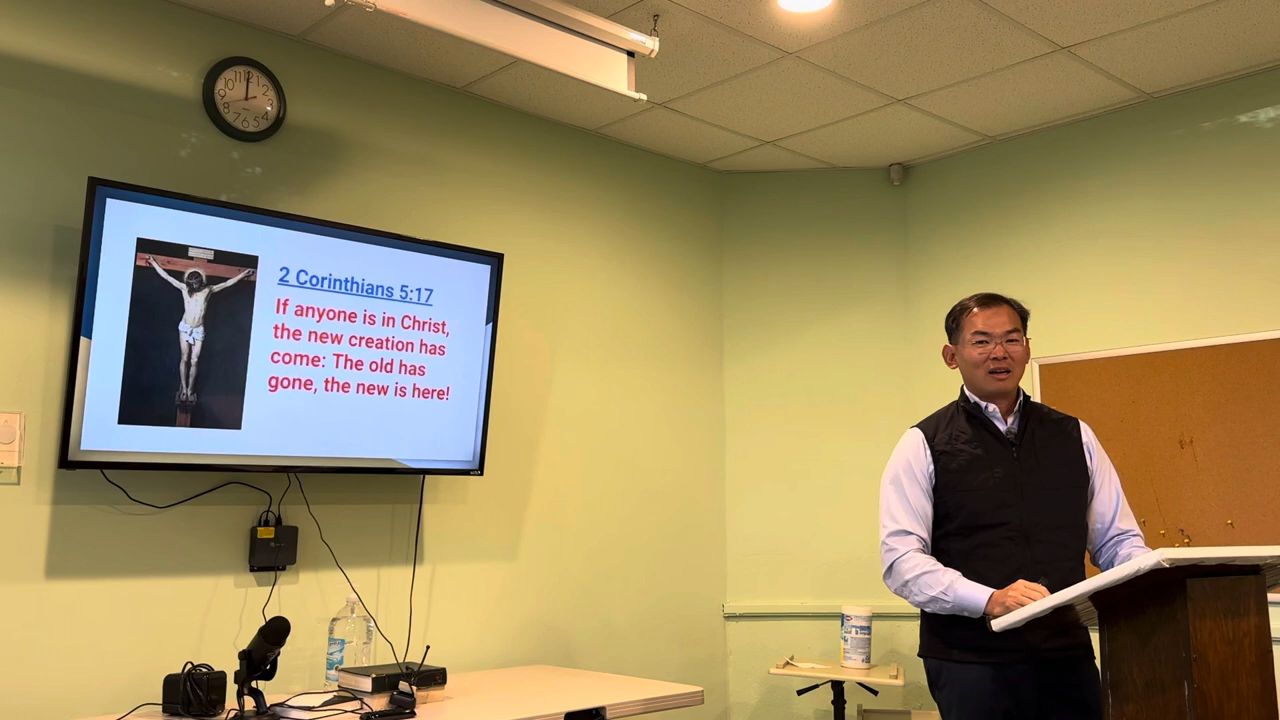 2 Corinthians 5:17
If anyone is in Christ,
the new creation has
come: The old has
gone, the new is here!